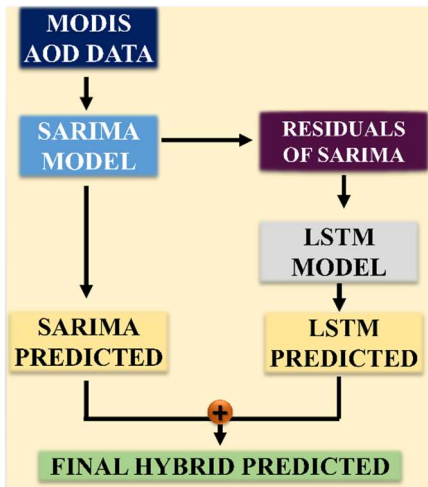 MODIS
AOD DATA
SARIMA
MODEL
RESIDUALS
OF SARIMA
LSTM
MODEL
SARIMA
PREDICTED
LSTM
PREDICTED
+
FINAL HYBRID PREDICTED